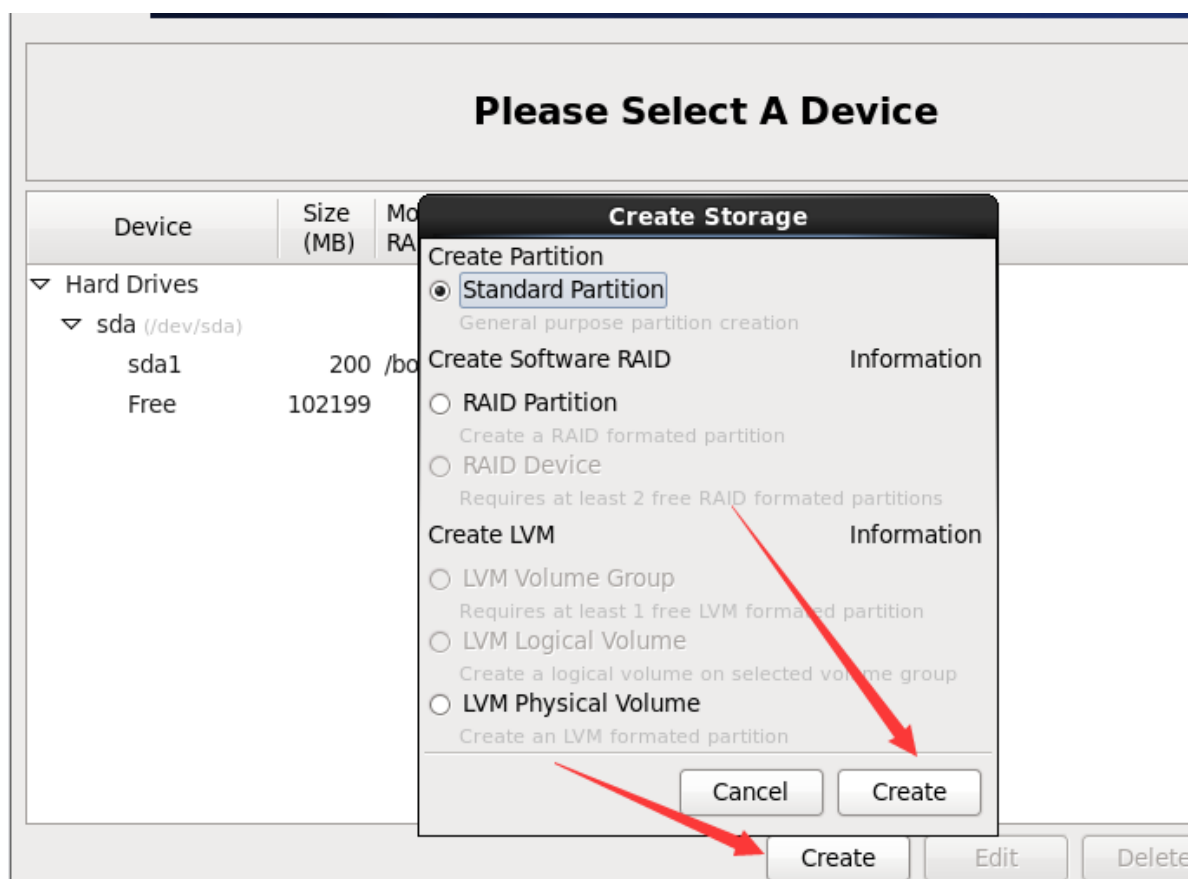 Please Select A Device
Device
Size
(MB)
Mo
RA
Create Storage
Create Partition
Standard Partition
General purpose partition creation
Hard Drives
sda (/dev/sda)
sda1 200 /bo
Free 102199
Create Software RAID Information
RAID Partition
Create a RAID formated partition
RAID Device
Requires at least 2 free RAID formated partitions
Create LVM Information
LVM Volume Group
Requires at least 1 free LVM formated partition
LVM Logical Volume
Create a logical volume on selected volume group
LVM Physical Volume
Create an LVM formated partition
Cancel Create
Create Edit Delete